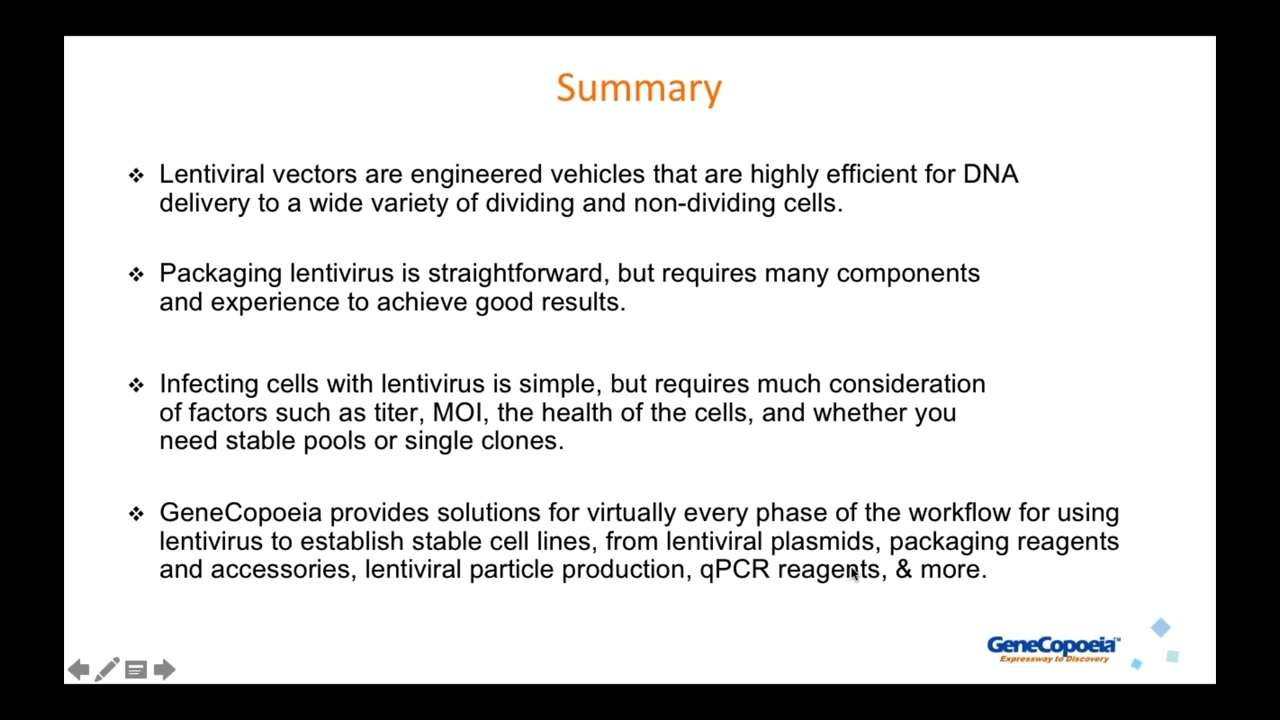 Summary
❖ Lentiviral vectors are engineered vehicles that are highly efficient for DNA
delivery to a wide variety of dividing and non-dividing cells.
❖ Packaging lentivirus is straightforward, but requires many components
and experience to achieve good results.
❖ Infecting cells with lentivirus is simple, but requires much consideration
of factors such as titer, MOI, the health of the cells, and whether you
need stable pools or single clones.
❖ GeneCopoeia provides solutions for virtually every phase of the workflow for using
lentivirus to establish stable cell lines, from lentiviral plasmids, packaging reagents
and accessories, lentiviral particle production, qPCR reagents, & more.
GeneCopoeia™
Expressway to Discovery